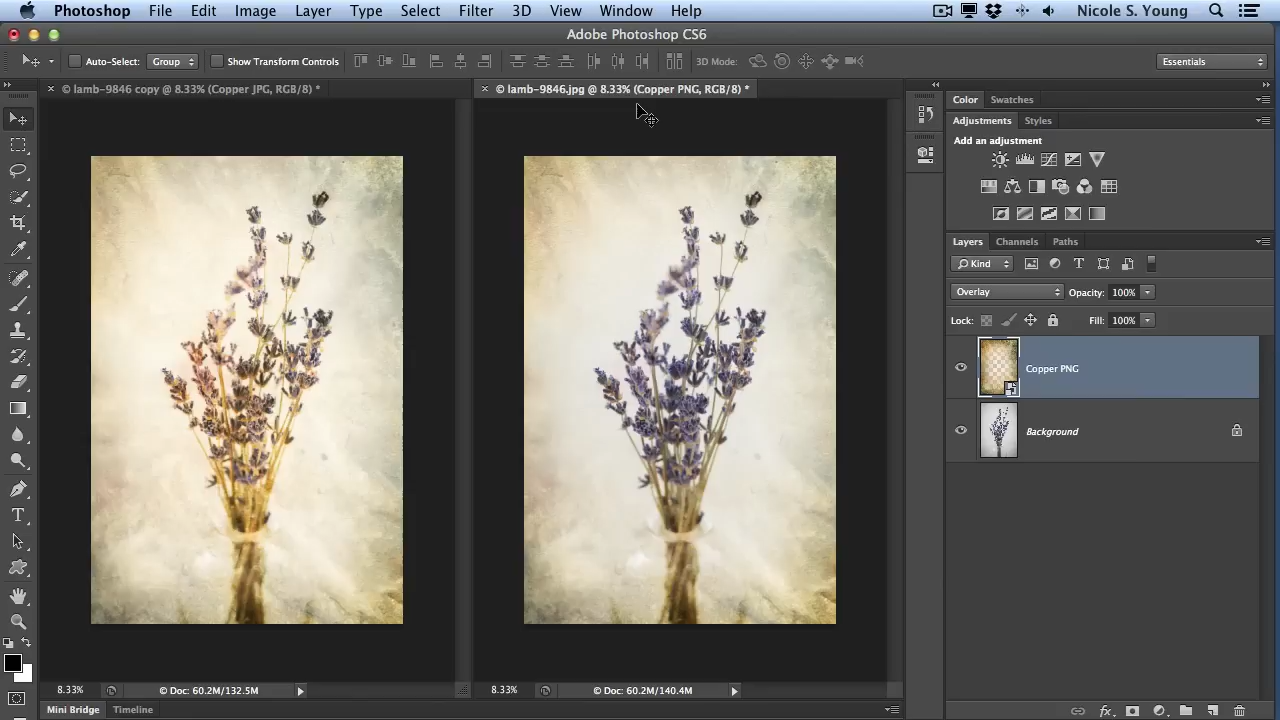 Photoshop File Edit Image Layer Type Select Filter 3D View Window Help Nicole S. Young
Adobe Photoshop CS6
Auto-Select: Group Show Transform Controls 3D Mode: Essentials
× © lamb-9846 copy @ 8.33% (Copper JPG, RGB/8) * × © lamb-9846.jpg @ 8.33% (Copper PNG, RGB/8) *
Color Swatches
Adjustments Styles
Add an adjustment
Layers Channels Paths
Kind
Overlay Opacity: 100%
Lock: Fill: 100%
Copper PNG
Background
8.33% © Doc: 60.2M/132.5M 8.33% © Doc: 60.2M/140.4M
Mini Bridge Timeline